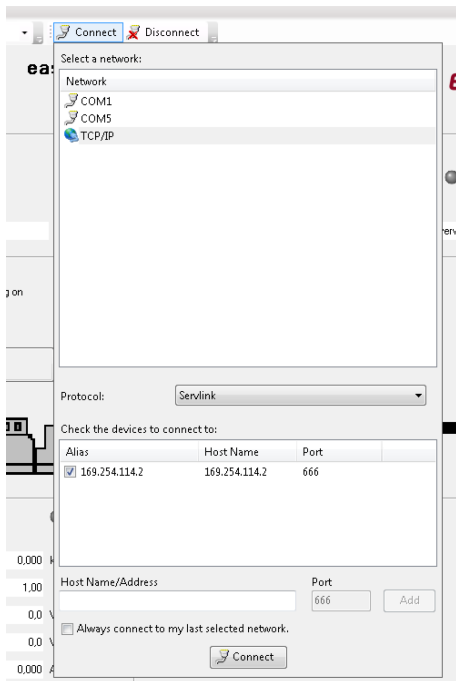 Connect Disconnect
Select a network:
Network
COM1
COM5
TCP/IP
g on
Protocol: Servlink
Check the devices to connect to:
Alias Host Name Port
169.254.114.2 169.254.114.2 666
Host Name/Address Port
666 Add
Always connect to my last selected network.
Connect
0,000
1,00
0,0 V
0,0 V
0,000 A